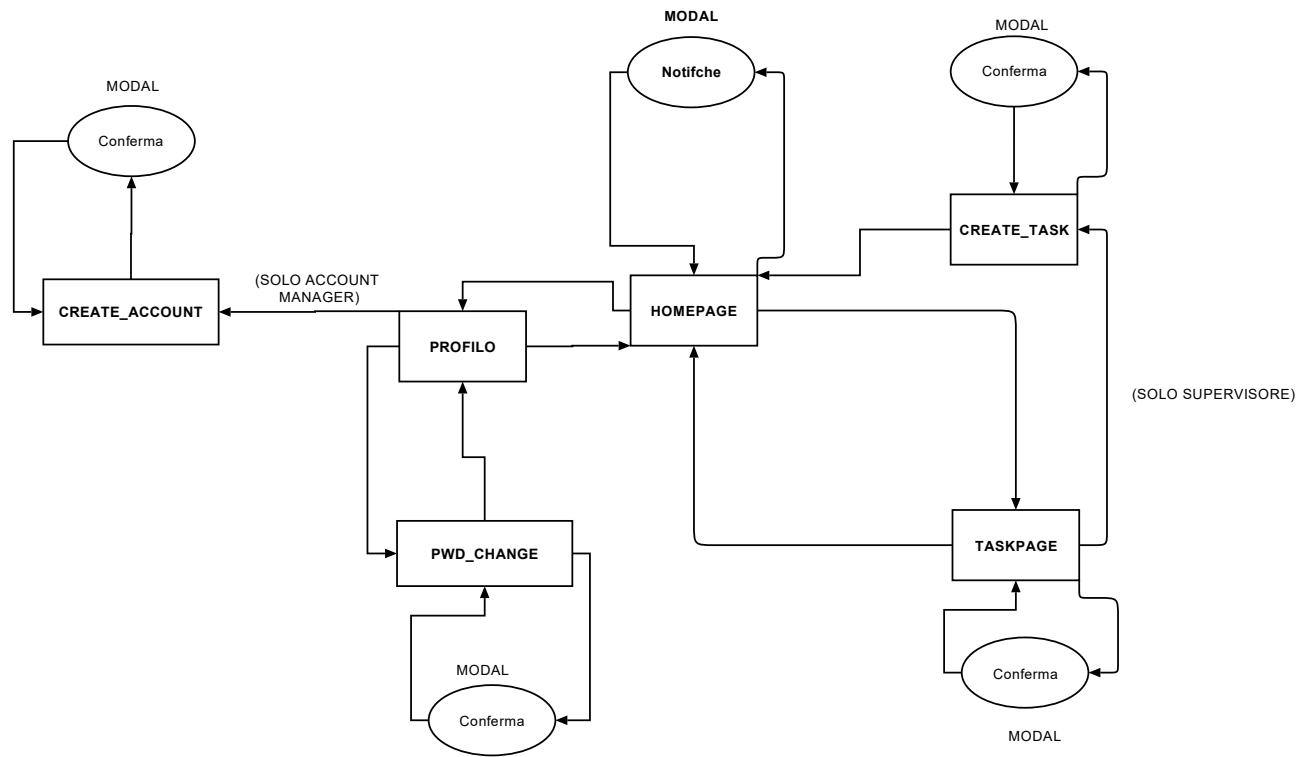 MODAL
Notifche
MODAL
Conferma
MODAL
Conferma
CREATE_TASK
(SOLO ACCOUNT
MANAGER)
CREATE_ACCOUNT
HOMEPAGE
PROFILO
(SOLO SUPERVISORE)
PWD_CHANGE
TASKPAGE
MODAL
Conferma
Conferma
MODAL